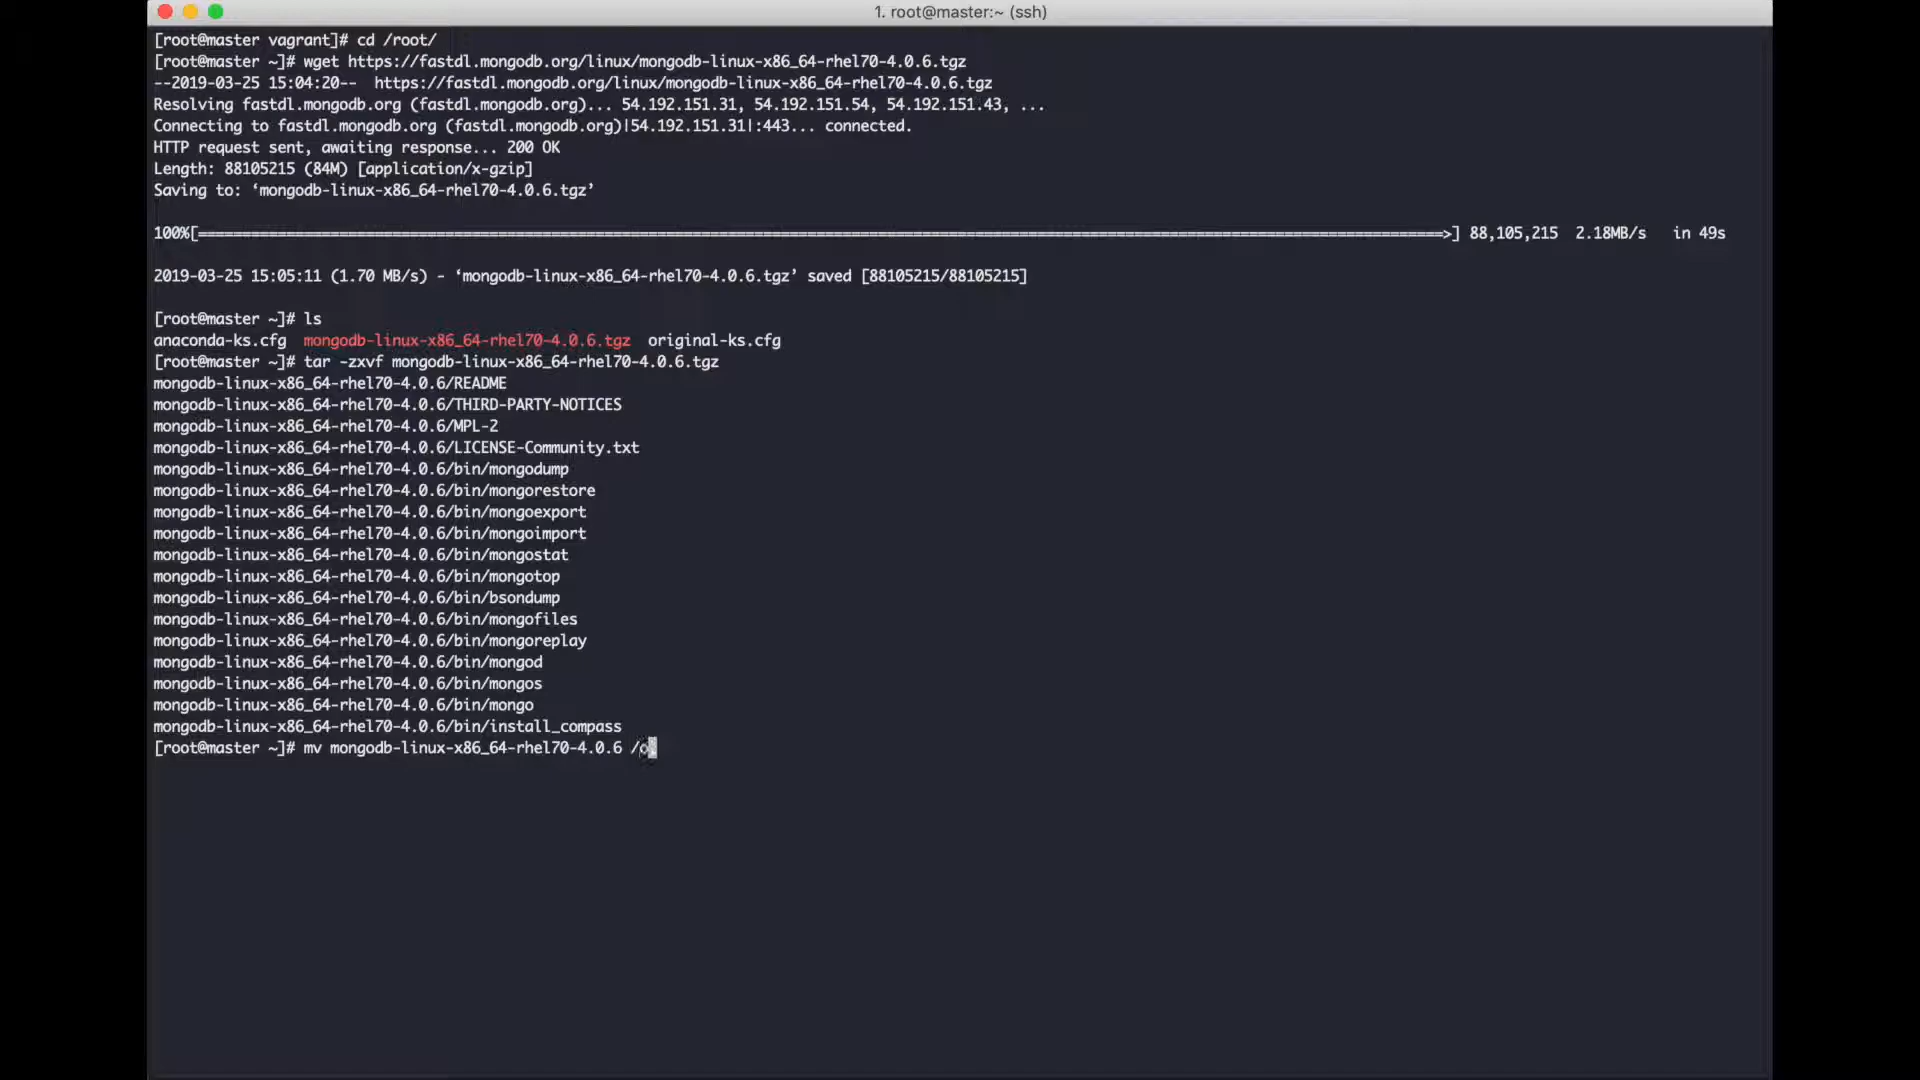 1. root@master:~ (ssh)
[root@master vagrant]# cd /root/
[root@master ~]# wget https://fastdl.mongodb.org/linux/mongodb-linux-x86_64-rhel70-4.0.6.tgz
--2019-03-25 15:04:20--  https://fastdl.mongodb.org/linux/mongodb-linux-x86_64-rhel70-4.0.6.tgz
Resolving fastdl.mongodb.org (fastdl.mongodb.org)... 54.192.151.31, 54.192.151.54, 54.192.151.43, ...
Connecting to fastdl.mongodb.org (fastdl.mongodb.org)|54.192.151.31|:443... connected.
HTTP request sent, awaiting response... 200 OK
Length: 88105215 (84M) [application/x-gzip]
Saving to: ‘mongodb-linux-x86_64-rhel70-4.0.6.tgz’
100%[=======================================>] 88,105,215  2.18MB/s   in 49s
2019-03-25 15:05:11 (1.70 MB/s) - ‘mongodb-linux-x86_64-rhel70-4.0.6.tgz’ saved [88105215/88105215]
[root@master ~]# ls
anaconda-ks.cfg  mongodb-linux-x86_64-rhel70-4.0.6.tgz  original-ks.cfg
[root@master ~]# tar -zxvf mongodb-linux-x86_64-rhel70-4.0.6.tgz
mongodb-linux-x86_64-rhel70-4.0.6/README
mongodb-linux-x86_64-rhel70-4.0.6/THIRD-PARTY-NOTICES
mongodb-linux-x86_64-rhel70-4.0.6/MPL-2
mongodb-linux-x86_64-rhel70-4.0.6/LICENSE-Community.txt
mongodb-linux-x86_64-rhel70-4.0.6/bin/mongodump
mongodb-linux-x86_64-rhel70-4.0.6/bin/mongorestore
mongodb-linux-x86_64-rhel70-4.0.6/bin/mongoexport
mongodb-linux-x86_64-rhel70-4.0.6/bin/mongoimport
mongodb-linux-x86_64-rhel70-4.0.6/bin/mongostat
mongodb-linux-x86_64-rhel70-4.0.6/bin/mongotop
mongodb-linux-x86_64-rhel70-4.0.6/bin/bsondump
mongodb-linux-x86_64-rhel70-4.0.6/bin/mongofiles
mongodb-linux-x86_64-rhel70-4.0.6/bin/mongoreplay
mongodb-linux-x86_64-rhel70-4.0.6/bin/mongod
mongodb-linux-x86_64-rhel70-4.0.6/bin/mongos
mongodb-linux-x86_64-rhel70-4.0.6/bin/mongo
mongodb-linux-x86_64-rhel70-4.0.6/bin/install_compass
[root@master ~]# mv mongodb-linux-x86_64-rhel70-4.0.6 /o